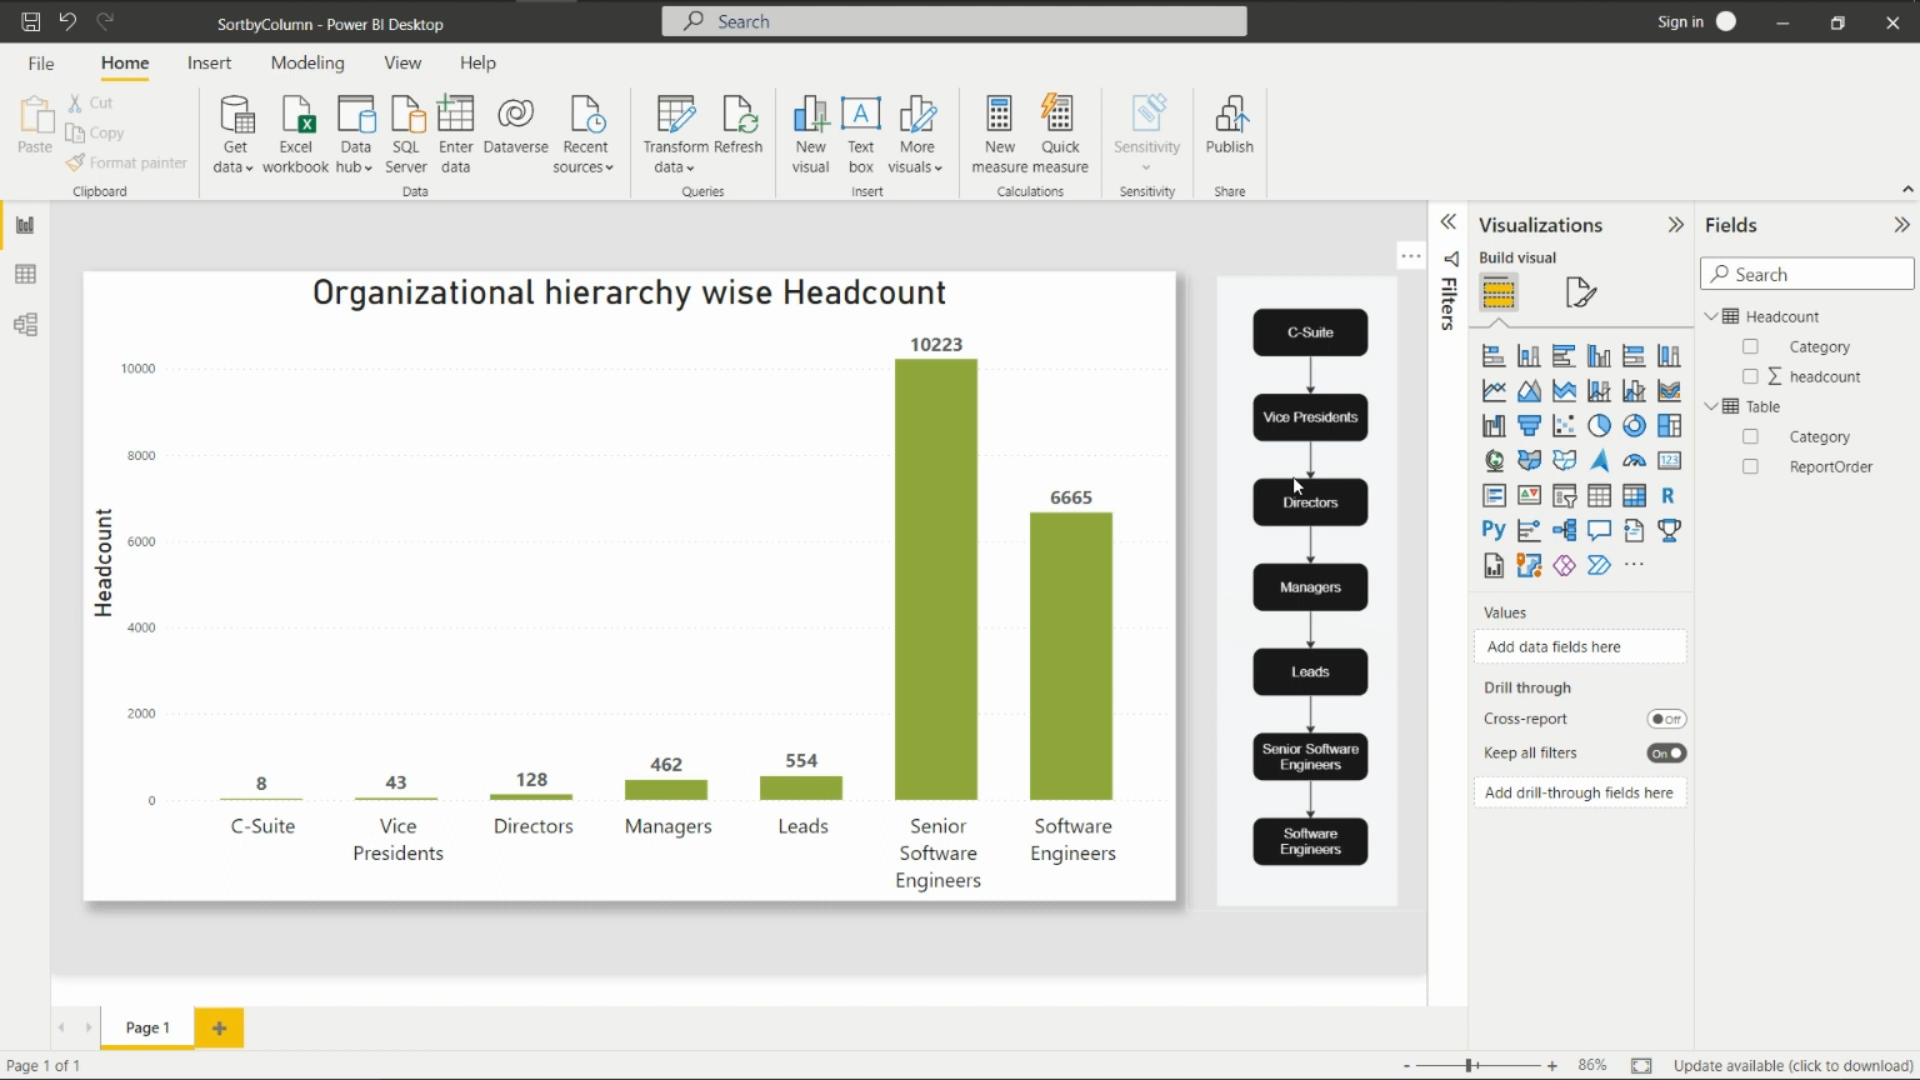 SortbyColumn - Power BI Desktop
Search
Sign in
File
Home
Insert
Modeling
View
Help
Paste
Cut
Copy
Format painter
Clipboard
Get
data
Excel
workbook
Data
hub
SQL
Server
Enter
data
Dataverse
Recent
sources
Data
Transform
data
Refresh
Queries
New
visual
Text
box
More
visuals
Insert
New
measure
Quick
measure
Calculations
Sensitivity
Sensitivity
Publish
Share
Organizational hierarchy wise Headcount
Headcount
10000
8000
6000
4000
2000
0
8
43
128
462
554
10223
6665
C-Suite
Vice
Presidents
Directors
Managers
Leads
Senior
Software
Engineers
Software
Engineers
C-Suite
Vice Presidents
Directors
Managers
Leads
Senior Software
Engineers
Software
Engineers
Filters
Visualizations
Build visual
123
R
Py
Values
Add data fields here
Drill through
Cross-report
Off
Keep all filters
On
Add drill-through fields here
Fields
Search
Headcount
Category
∑ headcount
Table
Category
ReportOrder
Page 1
Page 1 of 1
- + 86%
Update available (click to download)